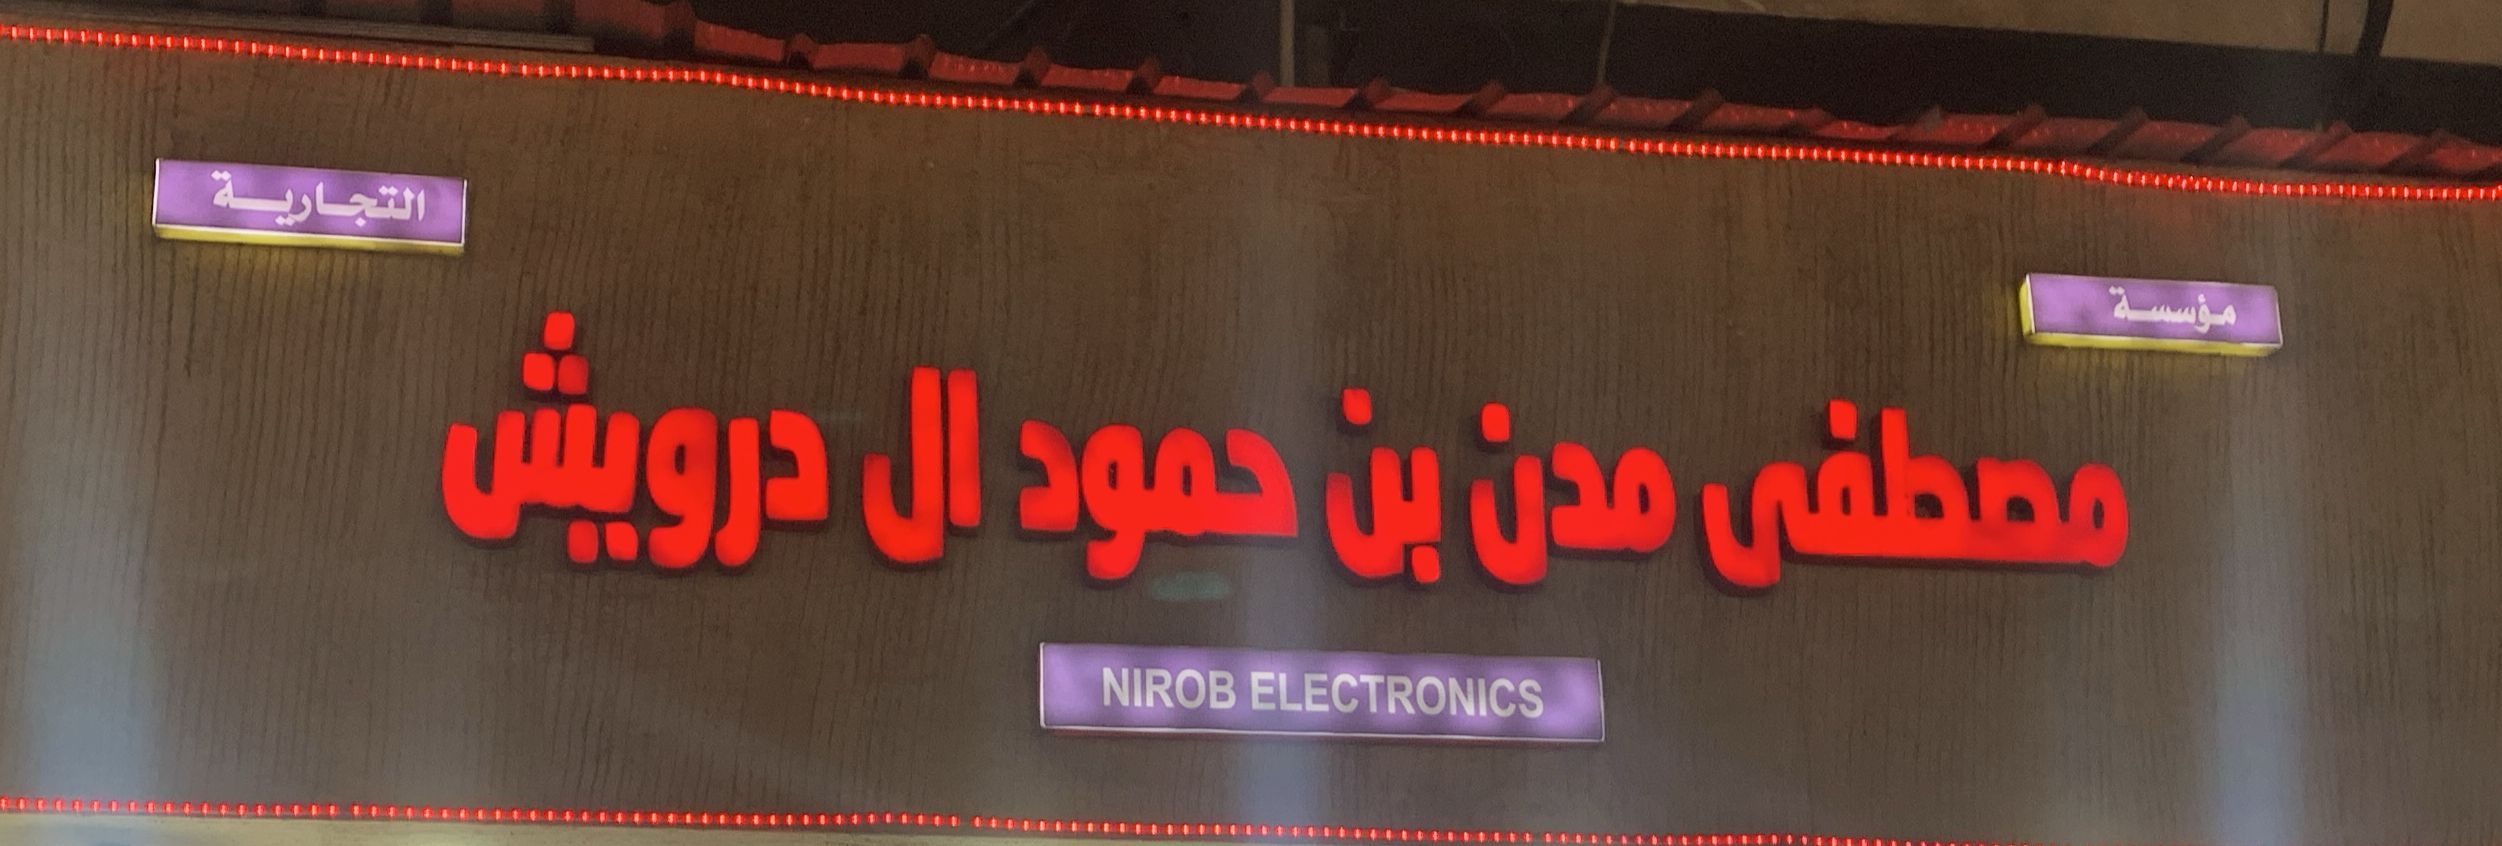 مؤسسة
مصطفى مدن بن حمود ال درويش
التجارية
NIROB ELECTRONICS